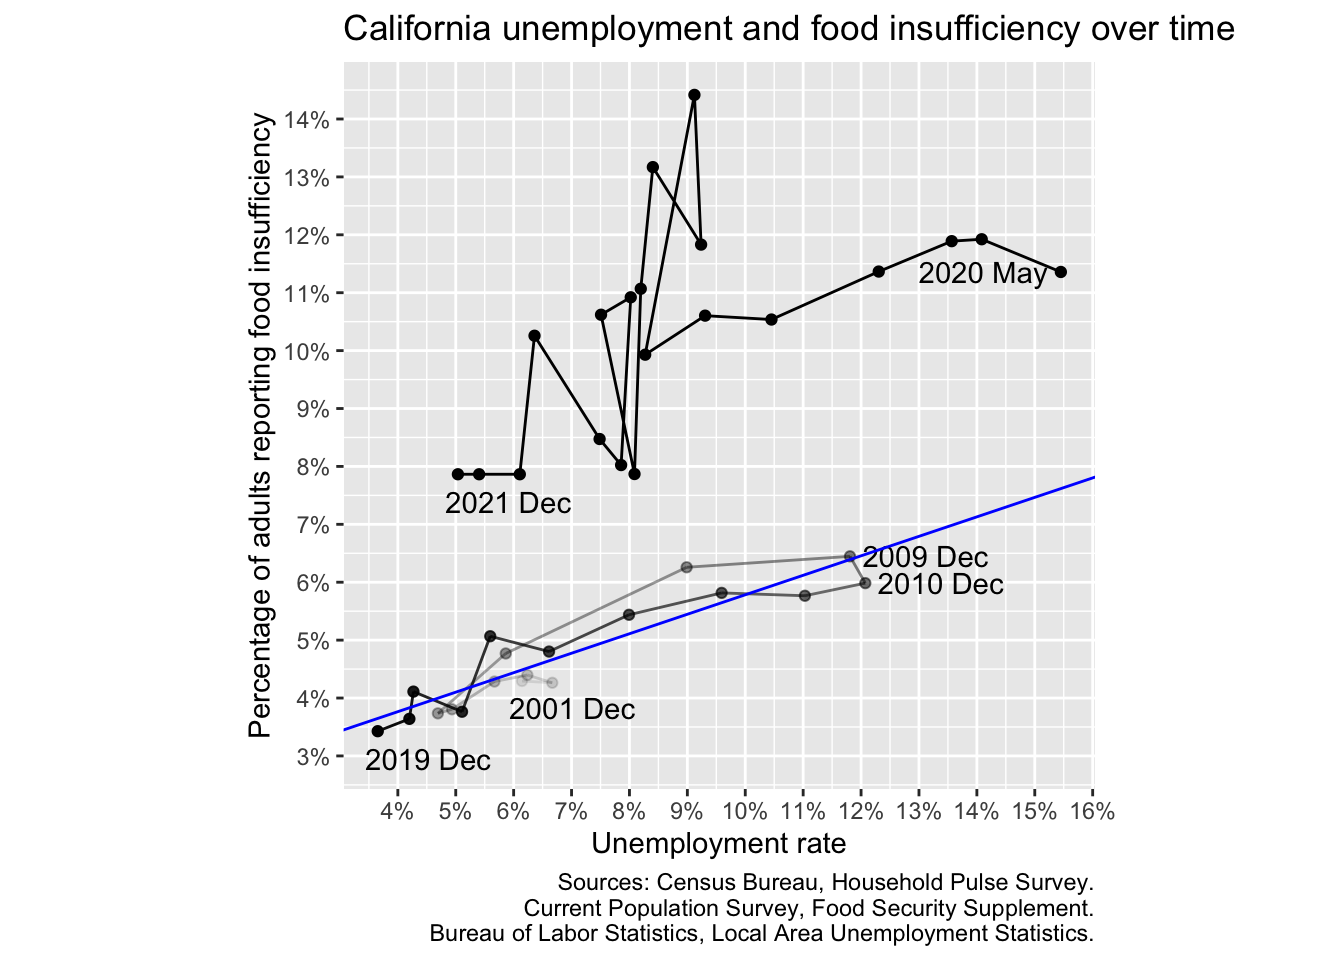 California unemployment and food insufficiency over time
Percentage of adults reporting food insufficiency
14%
13%
12%
11%
10%
9%
8%
7%
6%
5%
4%
3%
2020 May
2021 Dec
2009 Dec
2010 Dec
2001 Dec
2019 Dec
4% 5% 6% 7% 8% 9% 10% 11% 12% 13% 14% 15% 16%
Unemployment rate
Sources: Census Bureau, Household Pulse Survey.
Current Population Survey, Food Security Supplement.
Bureau of Labor Statistics, Local Area Unemployment Statistics.